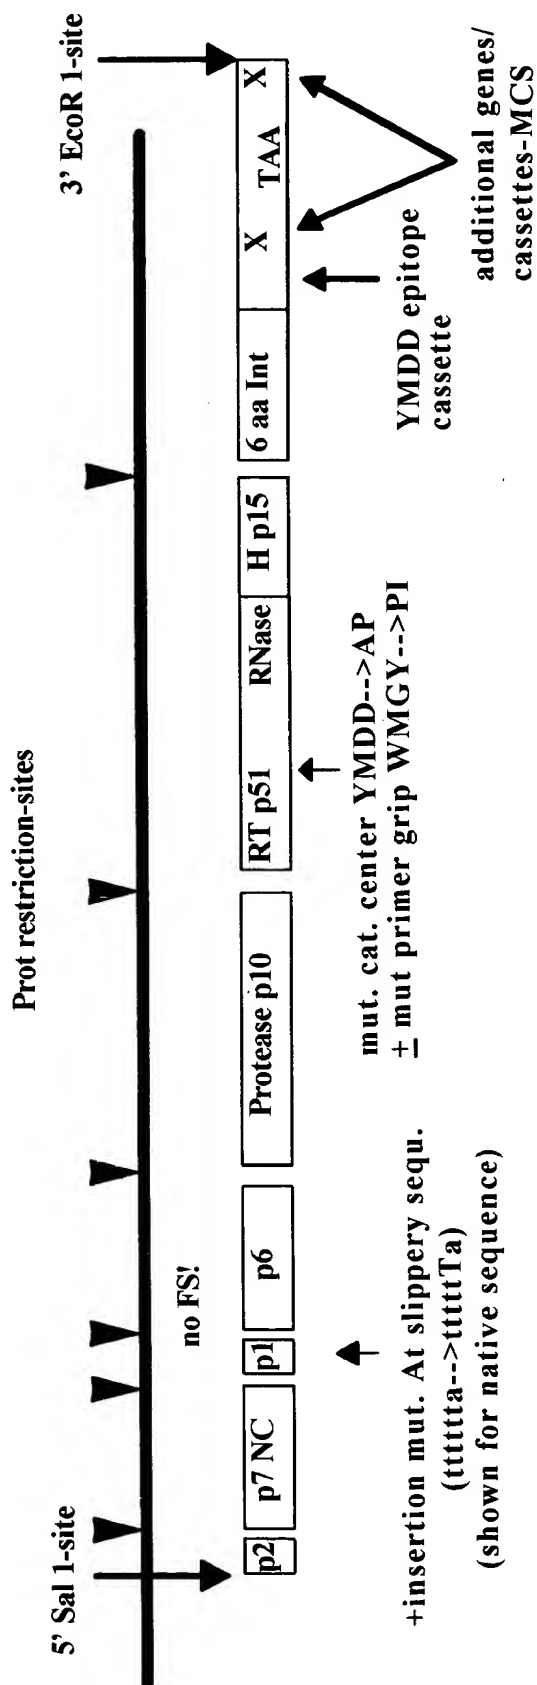 Prot restriction-sites
5' Sal 1-site
3' EcoR 1-site
no FS!
p2
p7 NC
p1
p6
Protease p10
RT p51
RNase
H p15
6 aa Int
X
TAA
X
+insertion mut. At slippery sequ.
(ttttttta-->tttttTa)
(shown for native sequence)
mut. cat. center YMDD-->AP
+ mut primer grip WMGY-->PI
YMDD epitope
cassette
additional genes/
cassettes-MCS